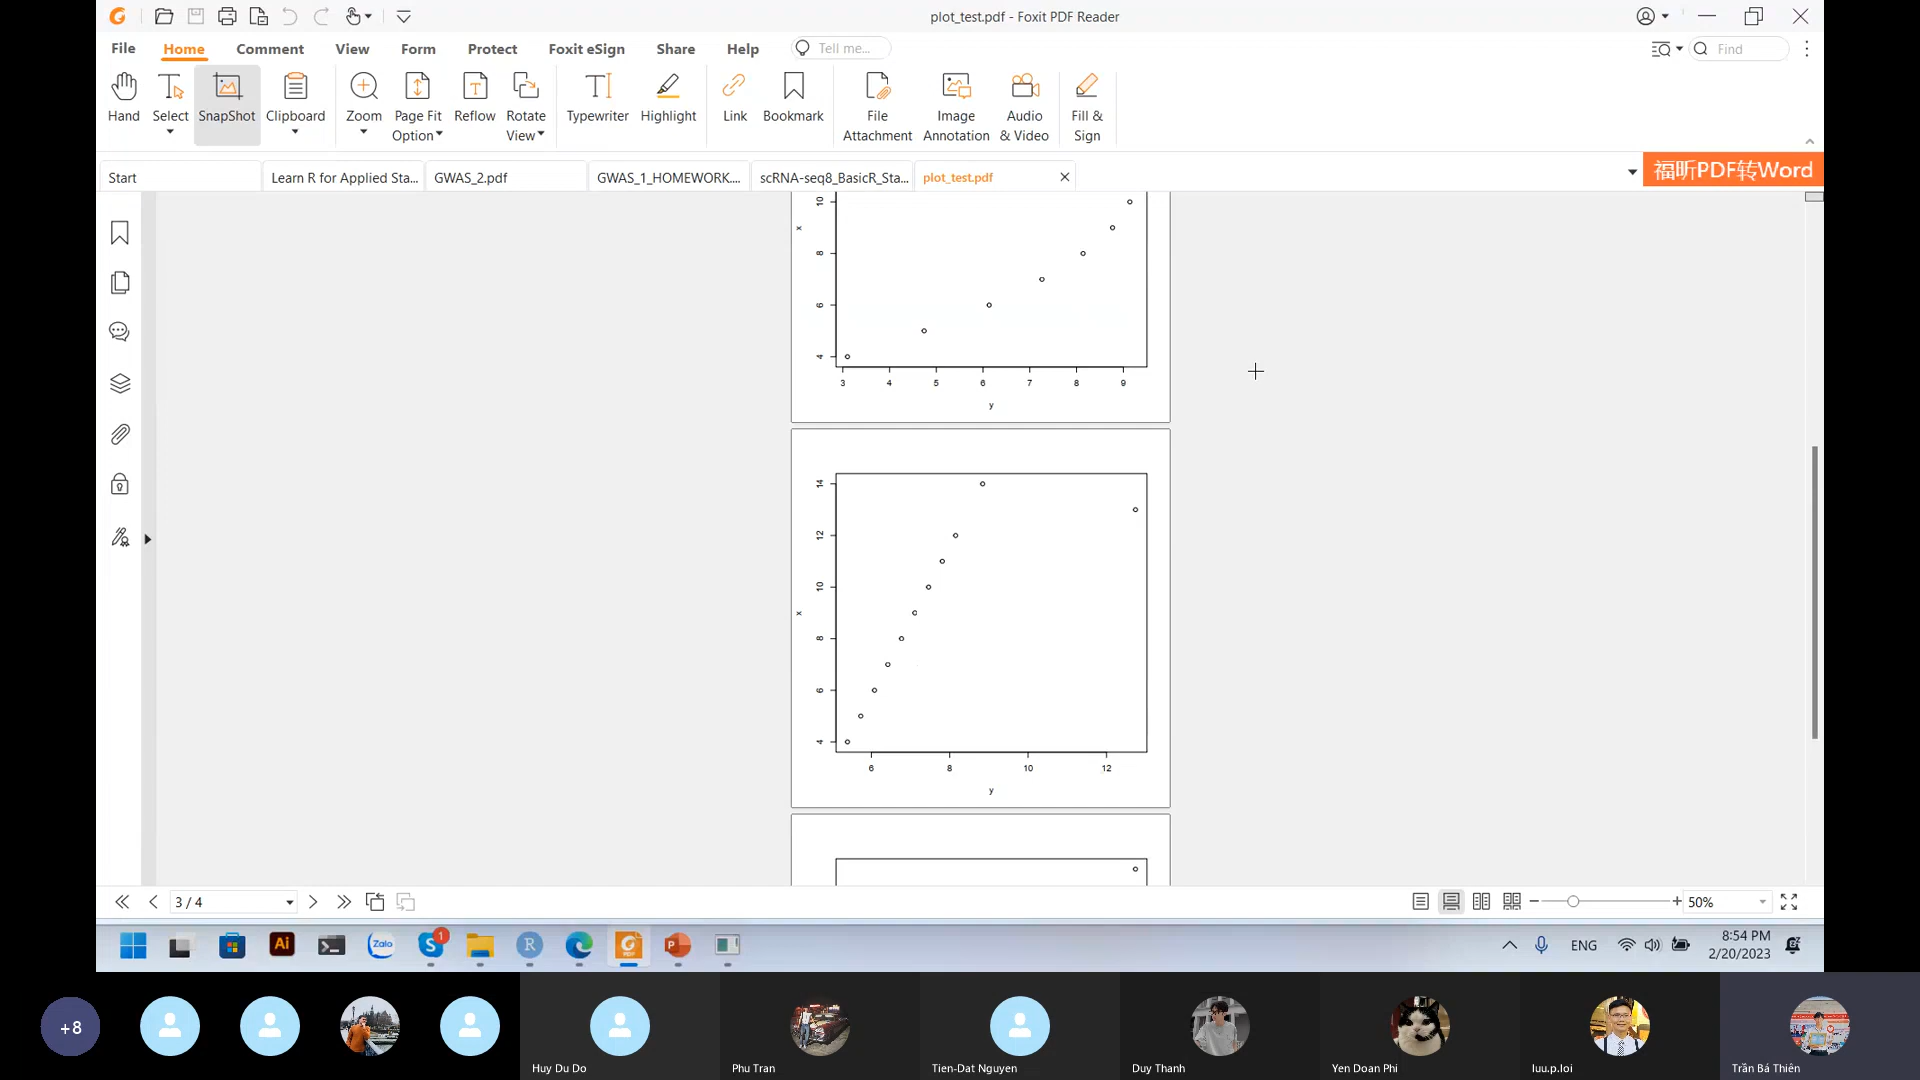 plot_test.pdf - Foxit PDF Reader
File Home Comment View Form Protect Foxit eSign Share Help Tell me... Find
Hand Select SnapShot Clipboard Zoom Page Fit Option Reflow Rotate View Typewriter Highlight Link Bookmark File Attachment Image Annotation Audio & Video Fill & Sign
Start Learn R for Applied Sta... GWAS_2.pdf GWAS_1_HOMEWORK.... scRNA-seq8_BasicR_Sta... plot_test.pdf 福昕PDF转Word
10
x
8
6
4
3 4 5 6 7 8 9
y
14
12
10
x
8
6
4
6 8 10 12
y
3 / 4 50%
Ai Zalo S 1 R PDF P ENG 8:54 PM
2/20/2023
+8
Huy Du Do Phu Tran Tien-Dat Nguyen Duy Thanh Yen Doan Phi luu.p.loi Trần Bá Thiên